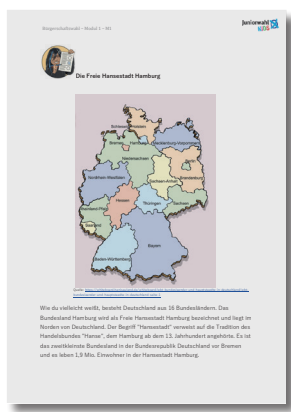 Bürgerschaftswahl – Modul 1 – M1
Juniorwahl
KIDS
Die Freie Hansestadt Hamburg
Schleswig-Holstein
Hamburg
Mecklenburg-Vorpommern
Bremen
Niedersachsen
Berlin
Sachsen-Anhalt
Brandenburg
Nordrhein-Westfalen
Hessen
Thüringen
Sachsen
Rheinland-Pfalz
Saarland
Bayern
Baden-Württemberg
Quelle:
Wie du vielleicht weißt, besteht Deutschland aus 16 Bundesländern. Das
Bundesland Hamburg wird als Freie Hansestadt Hamburg bezeichnet und liegt im
Norden von Deutschland. Der Begriff "Hansestadt" verweist auf die Tradition des
Handelsbundes "Hanse", dem Hamburg ab dem 13. Jahrhundert angehörte. Es ist
das zweitkleinste Bundesland in der Bundesrepublik Deutschland vor Bremen
und es leben 1,9 Mio. Einwohner in der Hansestadt Hamburg.